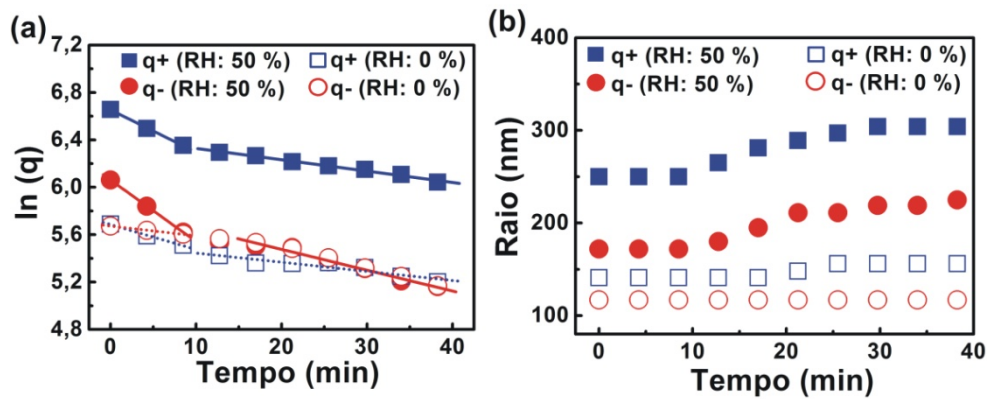 (a)
7,2
6,8
6,4
6,0
5,6
5,2
4,8
ln (q)
q+ (RH: 50 %) q+ (RH: 0 %)
q- (RH: 50 %) q- (RH: 0 %)
0 10 20 30 40
Tempo (min)
(b)
400
300
200
100
Raio (nm)
q+ (RH: 50 %) q+ (RH: 0 %)
q- (RH: 50 %) q- (RH: 0 %)
0 10 20 30 40
Tempo (min)